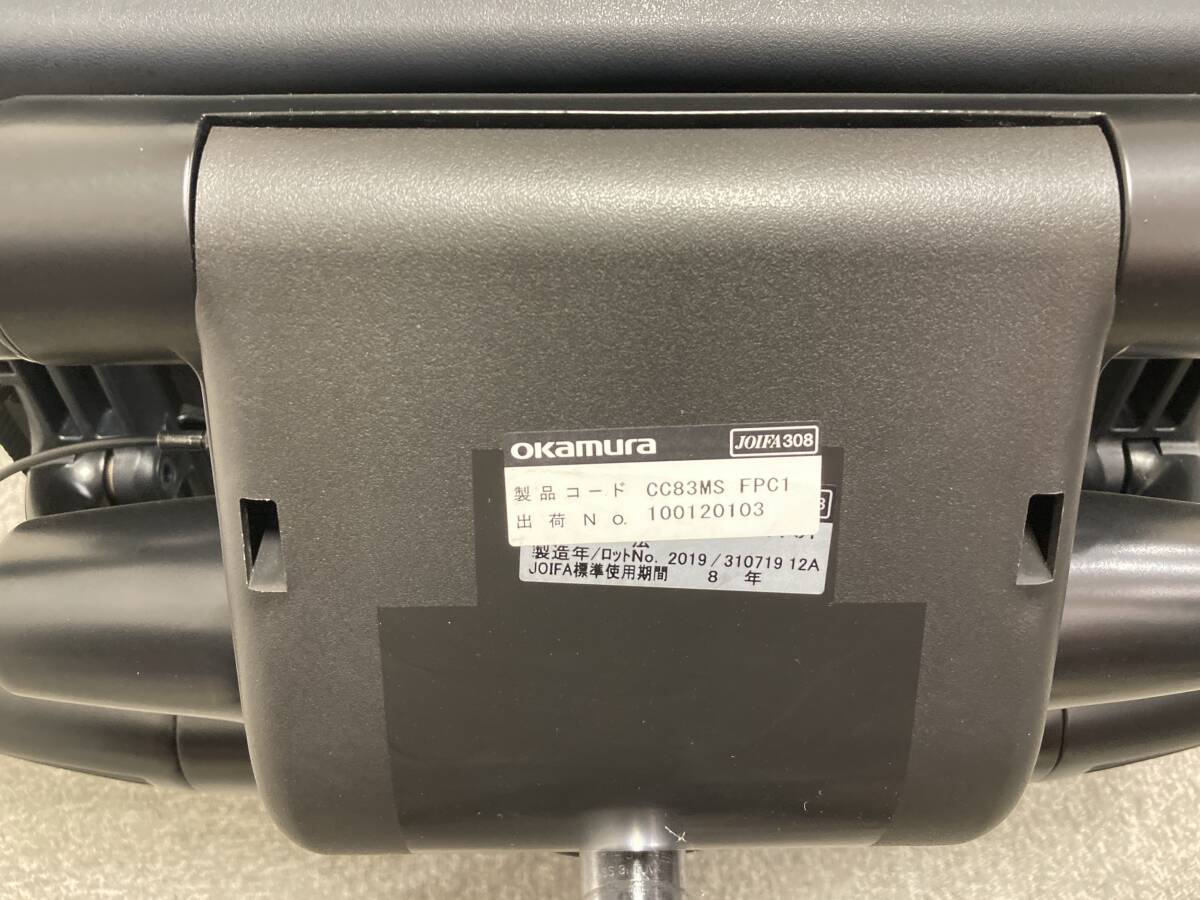 okamura JOIFA308
製品コード CC83MS FPC1
出荷No. 100120103
製造年/ロットNo. 2019/310719 12A
JOIFA標準使用期間 8年